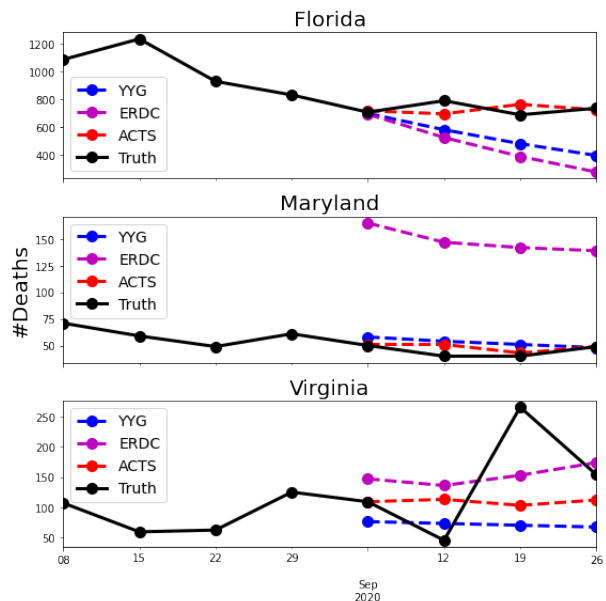 Florida
1200
1000
800
600
400
YYG
ERDC
ACTS
Truth
Maryland
150
125
100
75
50
YYG
ERDC
ACTS
Truth
#Deaths
Virginia
250
200
150
100
50
YYG
ERDC
ACTS
Truth
08
15
22
29
12
19
26
Sep
2020